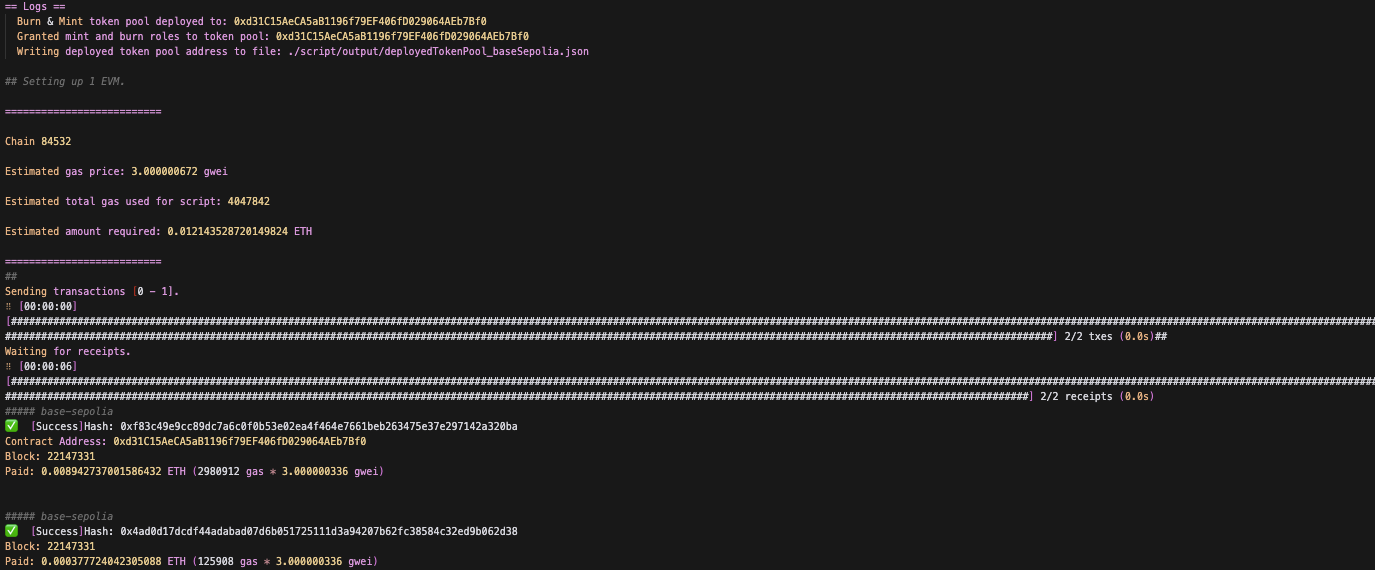 == Logs ==
Burn & Mint token pool deployed to: 0xd31C15AeCA5aB1196f79EF406fD029064AEb7Bf0
Granted mint and burn roles to token pool: 0xd31C15AeCA5aB1196f79EF406fD029064AEb7Bf0
Writing deployed token pool address to file: ./script/output/deployedTokenPool_baseSepolia.json
## Setting up 1 EVM.
==========================
Chain 84532
Estimated gas price: 3.000000672 gwei
Estimated total gas used for script: 4047842
Estimated amount required: 0.012143528720149824 ETH
==========================
##
Sending transactions [0 - 1].
⠿ [00:00:00]
[####################################################################################################################################################################################################################################
##############################################################################################################################################################################] 2/2 txes (0.0s)##
Waiting for receipts.
⠿ [00:00:06]
[####################################################################################################################################################################################################################################
##########################################################################################################################################################################] 2/2 receipts (0.0s)
##### base-sepolia
✅  [Success]Hash: 0xf83c49e9cc89dc7a6c0f0b53e02ea4f464e7661beb263475e37e297142a320ba
Contract Address: 0xd31C15AeCA5aB1196f79EF406fD029064AEb7Bf0
Block: 22147331
Paid: 0.008942737001586432 ETH (2980912 gas * 3.000000336 gwei)
##### base-sepolia
✅  [Success]Hash: 0x4ad0d17dcdf44adabad07d6b051725111d3a94207b62fc38584c32ed9b062d38
Block: 22147331
Paid: 0.000377724042305088 ETH (125908 gas * 3.000000336 gwei)